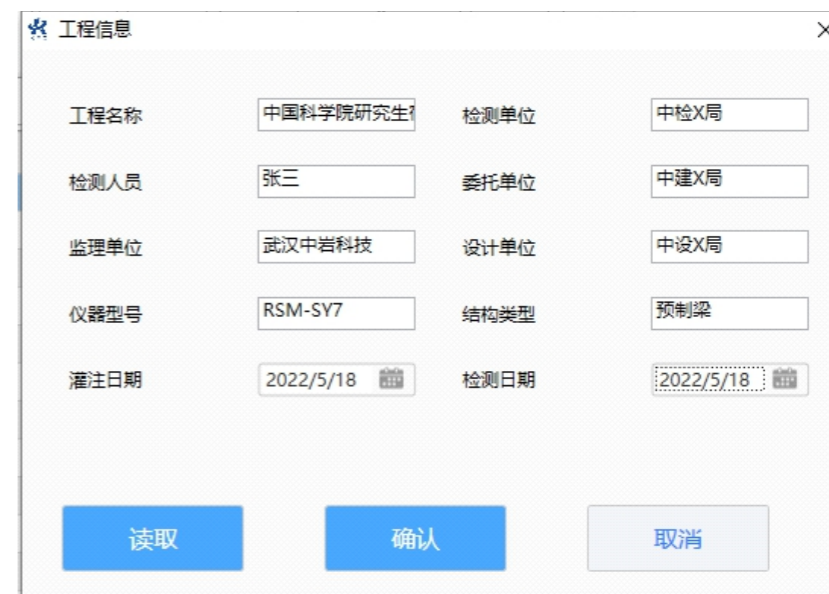 工程信息
工程名称 中国科学院研究生 检测单位 中检X局
检测人员 张三 委托单位 中建X局
监理单位 武汉中岩科技 设计单位 中设X局
仪器型号 RSM-SY7 结构类型 预制梁
灌注日期 2022/5/18 检测日期 2022/5/18
读取 确认 取消